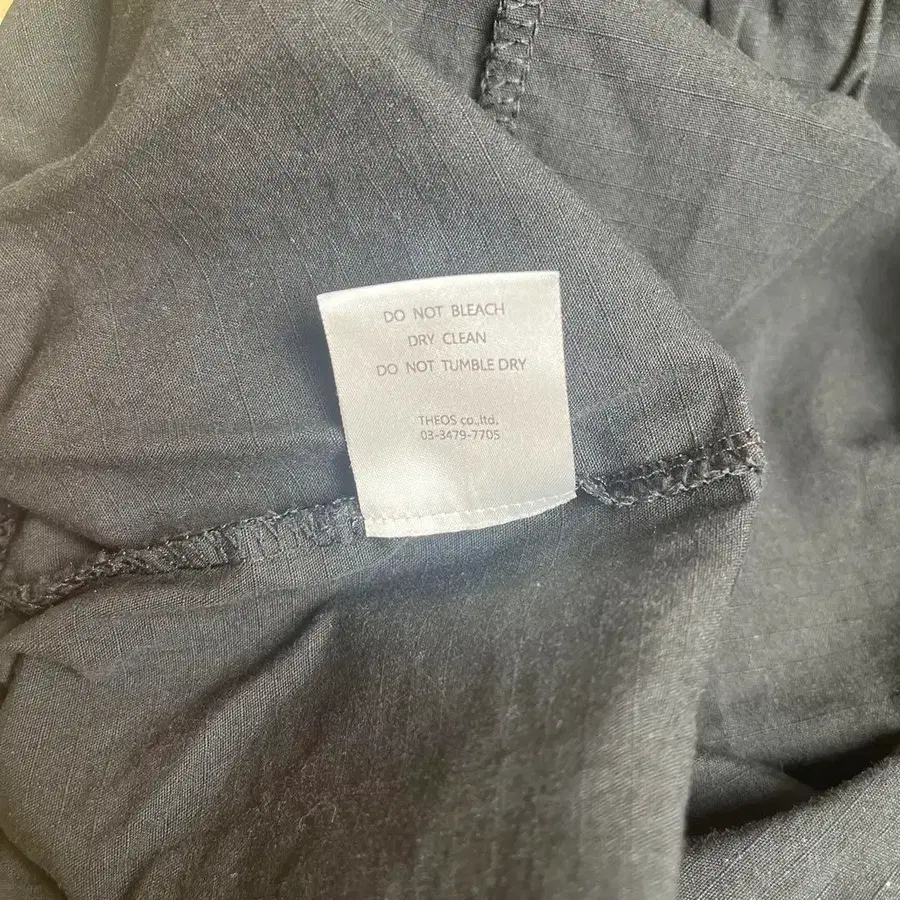 DO NOT BLEACH
DRY CLEAN
DO NOT TUMBLE DRY
THEOS co.,ltd.
03-3479-7705